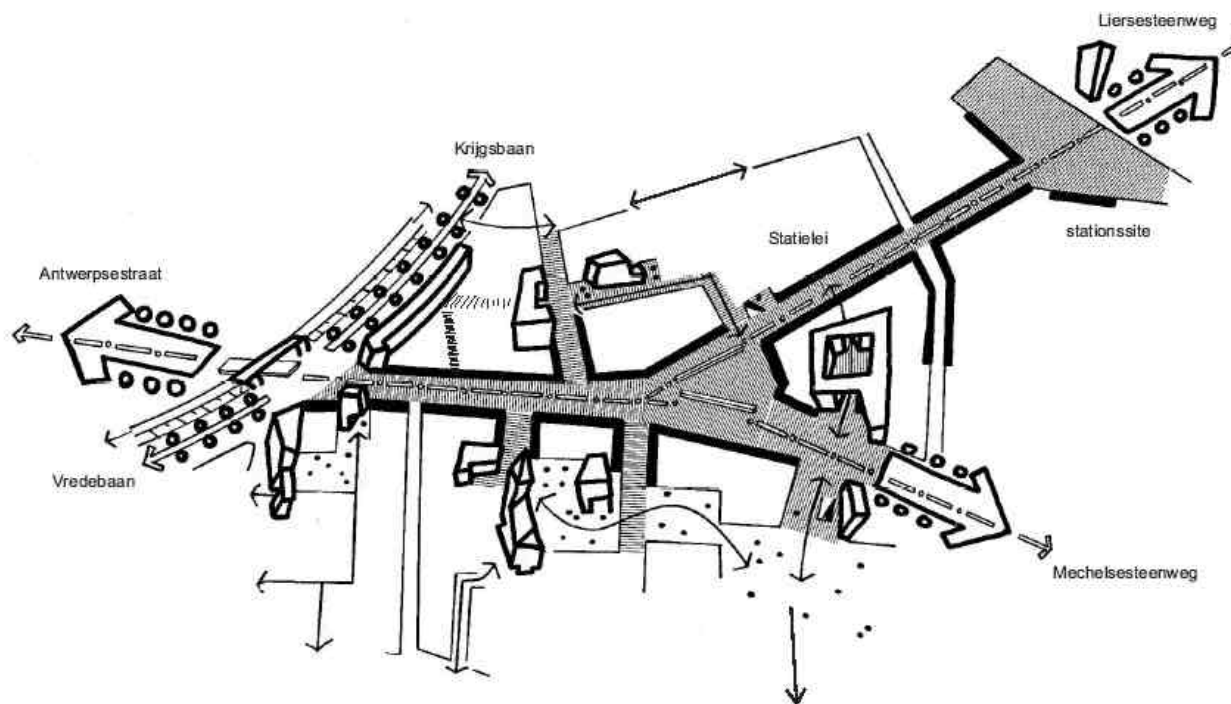 Liersesteenweg
Krijgsbaan
Statielei
stationssite
Antwerpsestraat
Vredebaan
Mechelsesteenweg